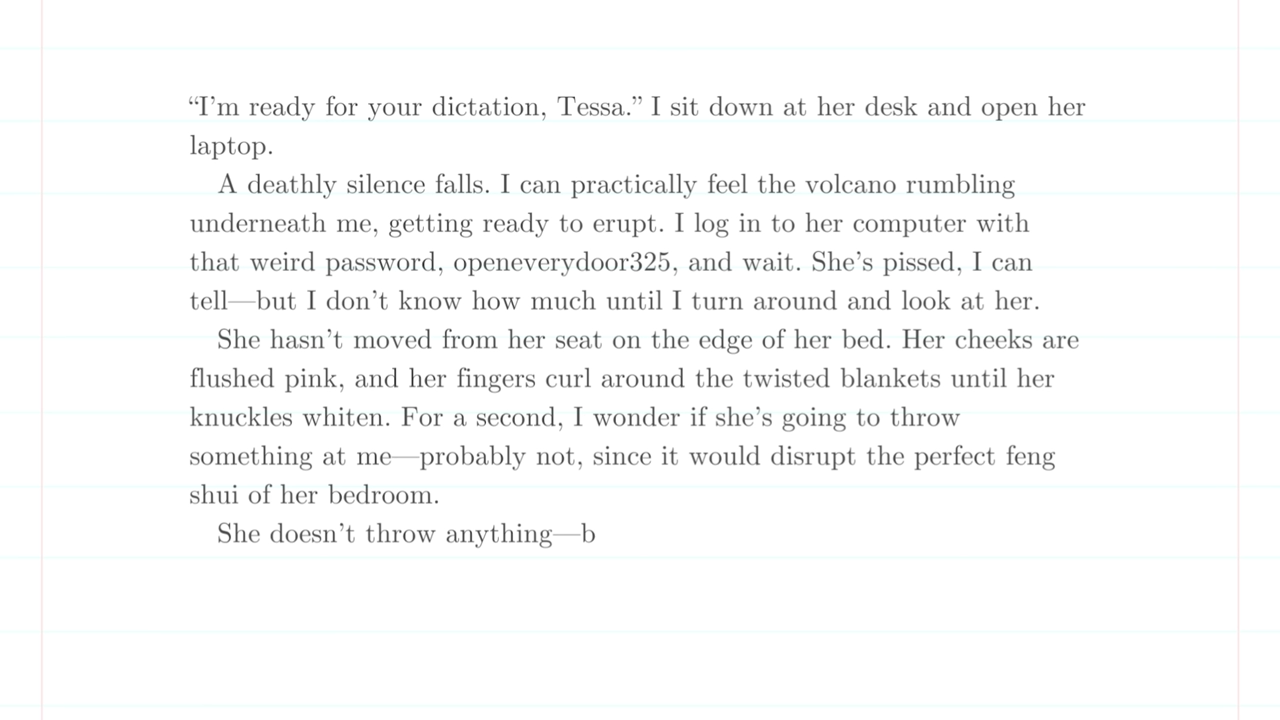 “I’m ready for your dictation, Tessa.” I sit down at her desk and open her
laptop.
A deathly silence falls. I can practically feel the volcano rumbling
underneath me, getting ready to erupt. I log in to her computer with
that weird password, openeverydoor325, and wait. She’s pissed, I can
tell—but I don’t know how much until I turn around and look at her.
She hasn’t moved from her seat on the edge of her bed. Her cheeks are
flushed pink, and her fingers curl around the twisted blankets until her
knuckles whiten. For a second, I wonder if she’s going to throw
something at me—probably not, since it would disrupt the perfect feng
shui of her bedroom.
She doesn’t throw anything—b